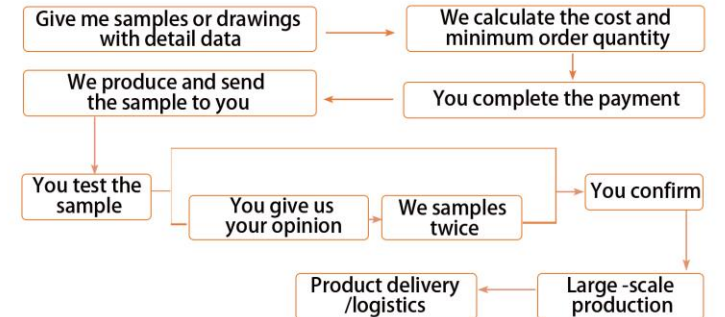 Give me samples or drawings
with detail data
We calculate the cost and
minimum order quantity
We produce and send
the sample to you
You complete the payment
You test the
sample
You give us
your opinion
We samples
twice
You confirm
Product delivery
/logistics
Large -scale
production